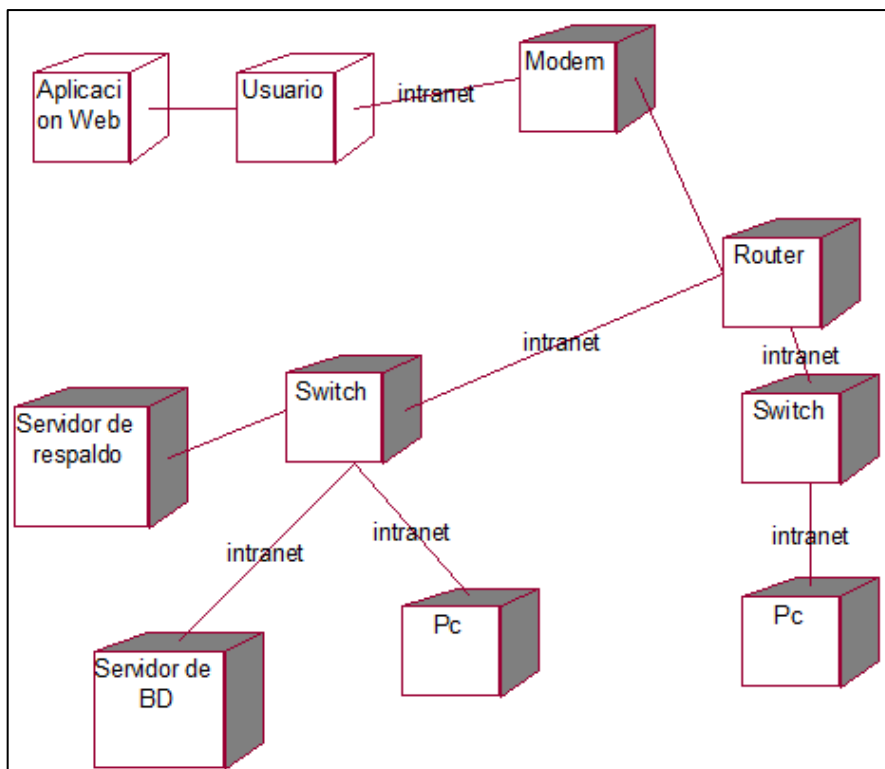 Aplicaci
on Web
Usuario
intranet
Modem
Router
intranet
intranet
Switch
Switch
Servidor de
respaldo
intranet
intranet
intranet
Pc
Pc
Servidor de
BD